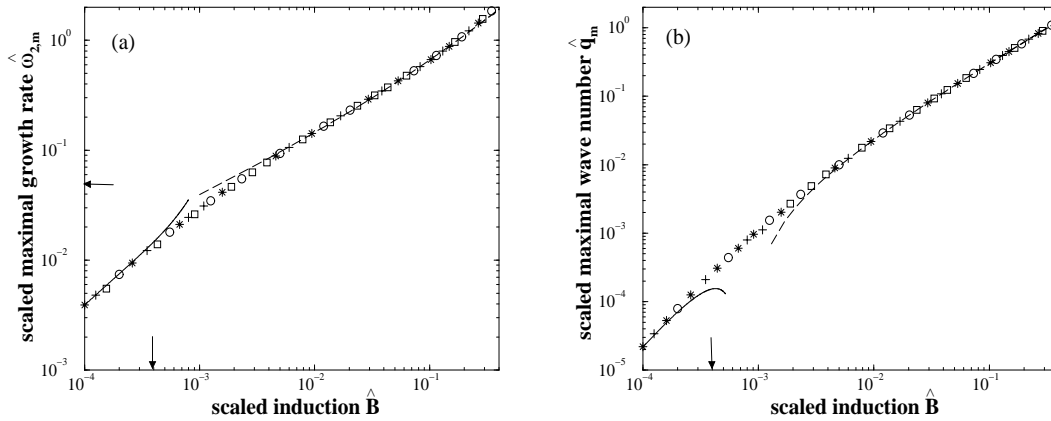 scaled maximal growth rate ω̂₂,ₘ
10⁰
10⁻¹
10⁻²
10⁻³
(a)
10⁻⁴ 10⁻³ 10⁻² 10⁻¹
scaled induction B̂
scaled maximal wave number q̂ₘ
10⁰
10⁻¹
10⁻²
10⁻³
10⁻⁴
10⁻⁵
(b)
10⁻⁴ 10⁻³ 10⁻² 10⁻¹
scaled induction B̂